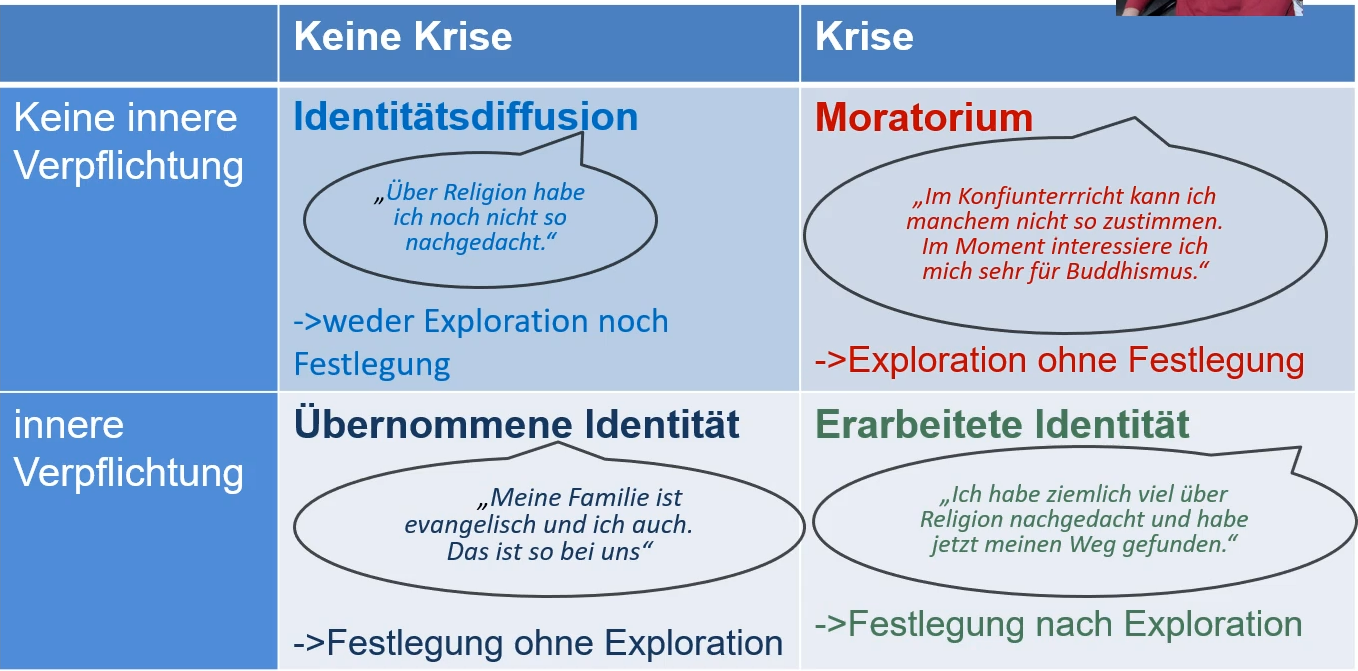 Keine Krise
Krise
Keine innere
Verpflichtung
Identitätsdiffusion
„Über Religion habe
ich noch nicht so
nachgedacht.“
->weder Exploration noch
Festlegung
Moratorium
„Im Konfiunterrricht kann ich
manchem nicht so zustimmen.
Im Moment interessiere ich
mich sehr für Buddhismus.“
->Exploration ohne Festlegung
innere
Verpflichtung
Übernommene Identität
„Meine Familie ist
evangelisch und ich auch.
Das ist so bei uns“
->Festlegung ohne Exploration
Erarbeitete Identität
„Ich habe ziemlich viel über
Religion nachgedacht und habe
jetzt meinen Weg gefunden.“
->Festlegung nach Exploration